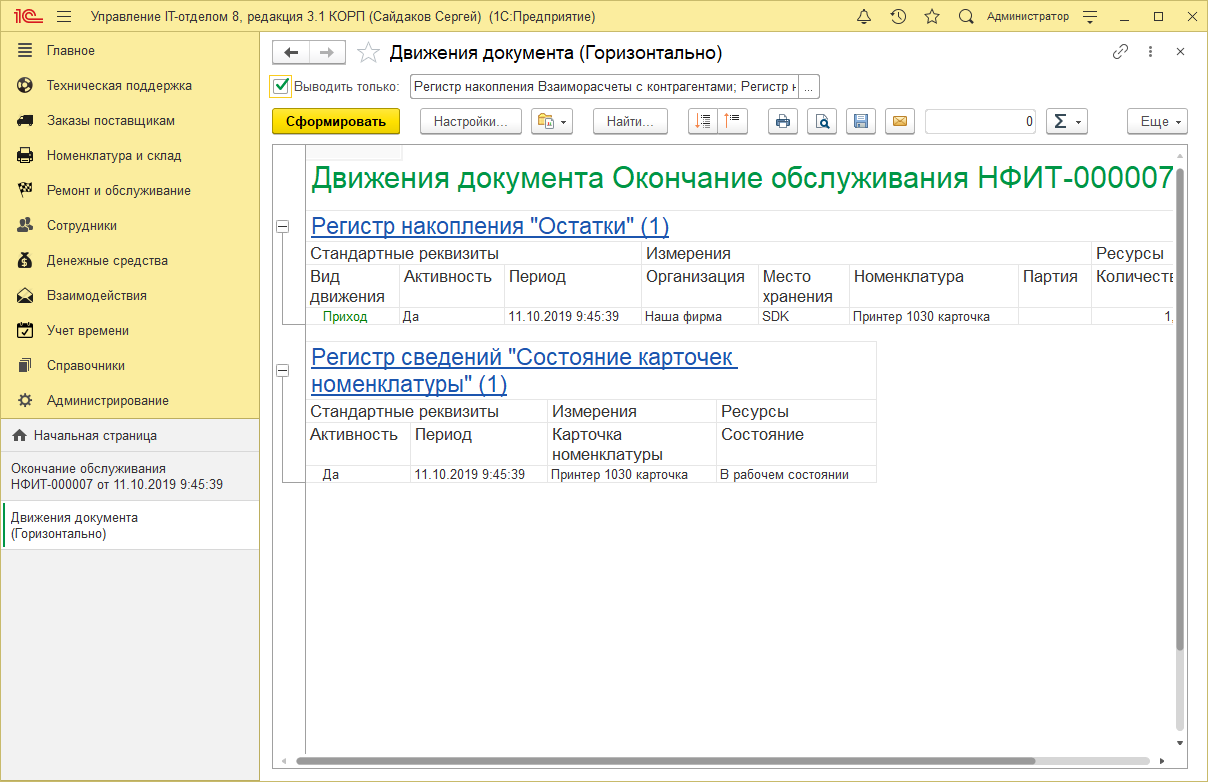 1С Управление IT-отделом 8, редакция 3.1 КОРП (Сайдаков Сергей) (1С:Предприятие) Администратор
Главное
Техническая поддержка
Заказы поставщикам
Номенклатура и склад
Ремонт и обслуживание
Сотрудники
Денежные средства
Взаимодействия
Учет времени
Справочники
Администрирование
Начальная страница
Окончание обслуживания
НФИТ-000007 от 11.10.2019 9:45:39
Движения документа
(Горизонтально)
Движения документа (Горизонтально)
Выводить только: Регистр накопления Взаиморасчеты с контрагентами; Регистр н ...
Сформировать Настройки... Найти... 0 Σ Еще
Движения документа Окончание обслуживания НФИТ-000007
Регистр накопления "Остатки" (1)
Стандартные реквизиты Измерения Ресурсы
Вид движения Активность Период Организация Место хранения Номенклатура Партия Количеств
Приход Да 11.10.2019 9:45:39 Наша фирма SDK Принтер 1030 карточка 1,
Регистр сведений "Состояние карточек
номенклатуры" (1)
Стандартные реквизиты Измерения Ресурсы
Активность Период Карточка номенклатуры Состояние
Да 11.10.2019 9:45:39 Принтер 1030 карточка В рабочем состоянии